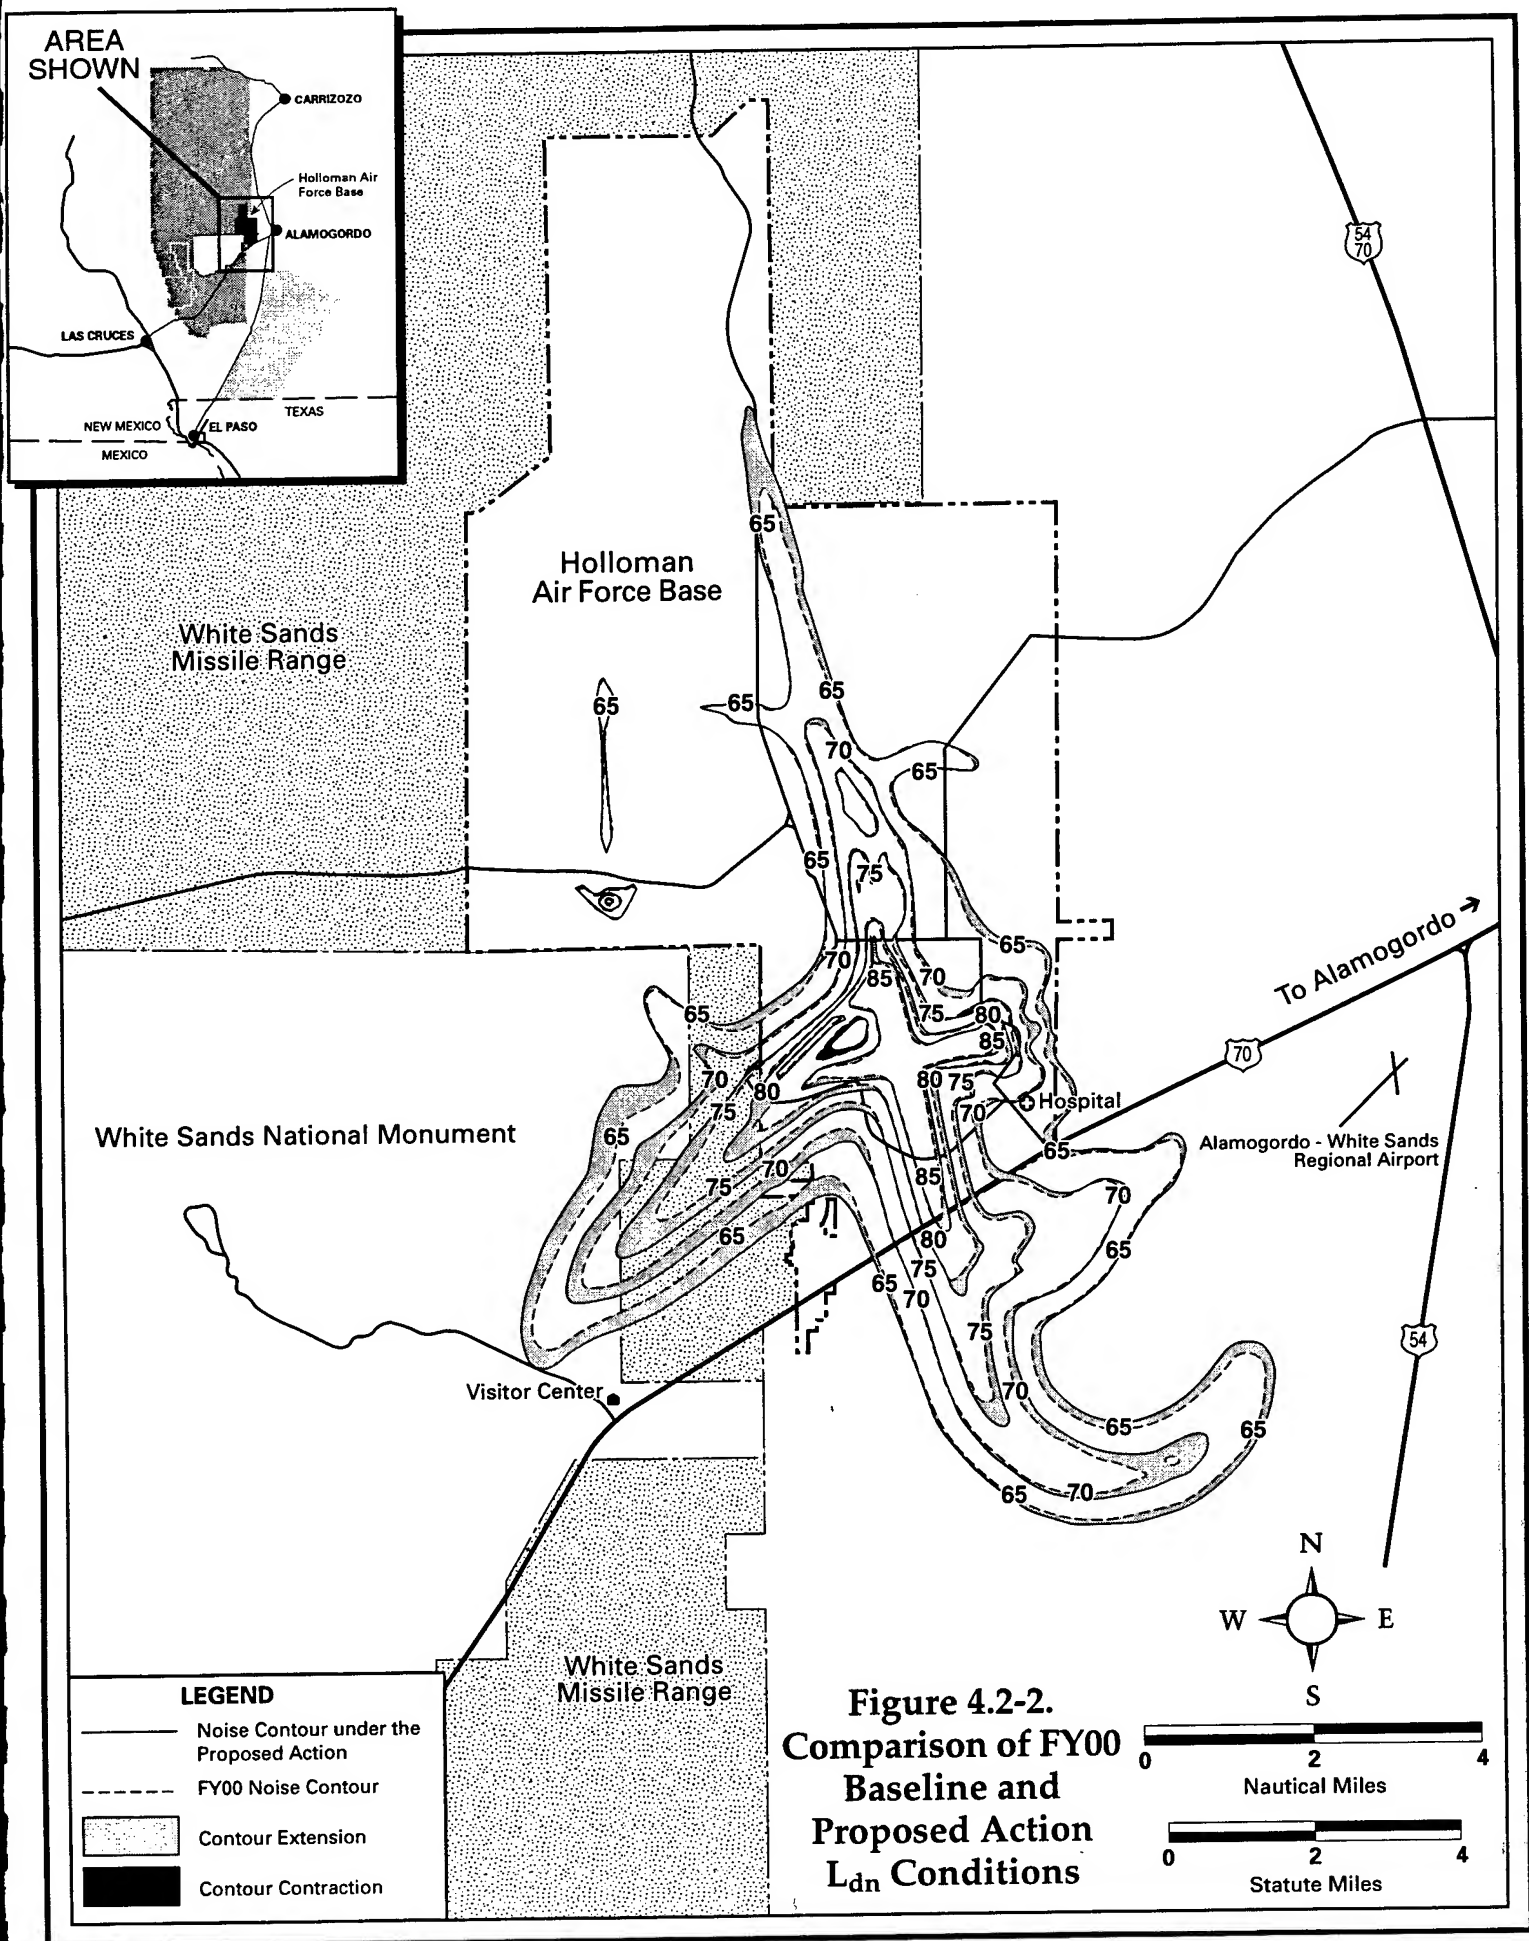 AREA
SHOWN
CARRIZOZO
Holloman Air
Force Base
ALAMOGORDO
LAS CRUCES
TEXAS
NEW MEXICO
EL PASO
MEXICO
54
70
65
Holloman
Air Force Base
White Sands
Missile Range
65
65
65
70
65
65
75
65
70
85
70
To Alamogordo →
65
75
80
85
70
70
80
75
80
75
70
Hospital
65
White Sands National Monument
65
Alamogordo - White Sands
Regional Airport
70
75
85
70
65
80
65
75
65
70
75
54
Visitor Center
70
65
65
65
70
N
W
E
S
White Sands
Missile Range
LEGEND
Noise Contour under the
Proposed Action
FY00 Noise Contour
Contour Extension
Contour Contraction
Figure 4.2-2.
Comparison of FY00
Baseline and
Proposed Action
Ldn Conditions
0 2 4
Nautical Miles
0 2 4
Statute Miles